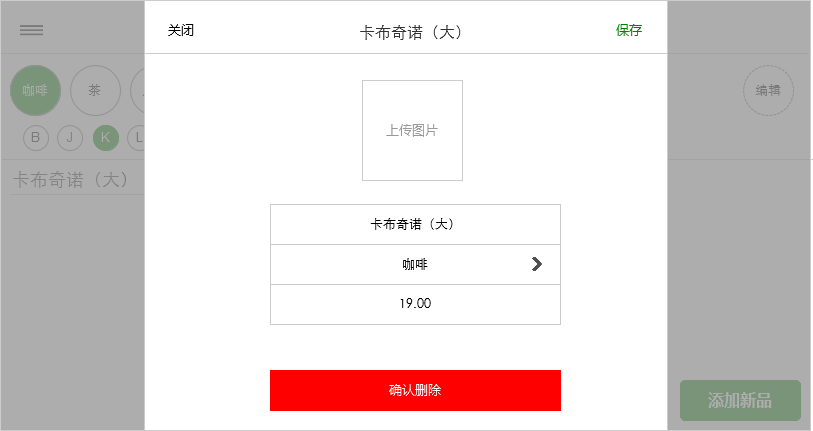 关闭
卡布奇诺（大）
保存
咖啡
茶
编辑
B
J
K
L
卡布奇诺（大）
上传图片
卡布奇诺（大）
咖啡
19.00
确认删除
添加新品